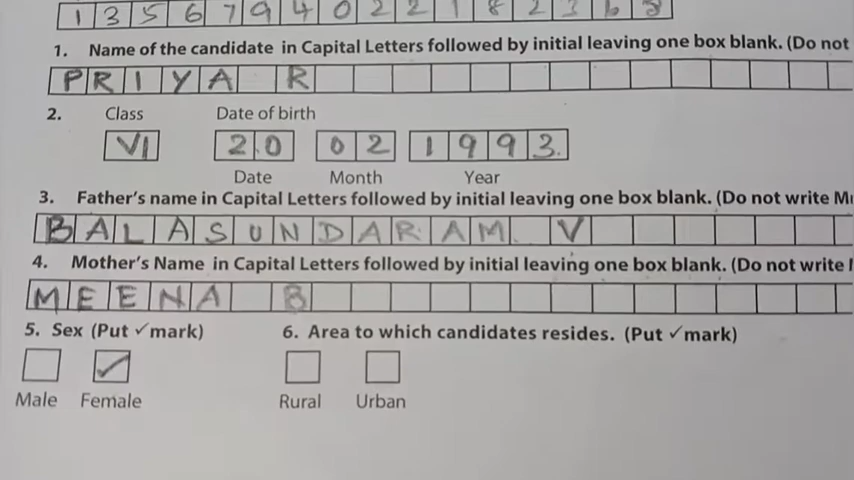 1 3 5 6 7 9 4 0 2 2 1 8 2 3 6 8
1. Name of the candidate in Capital Letters followed by initial leaving one box blank. (Do not
PRIYA R
2. Class Date of birth
VI 20 02 1993
Date Month Year
3. Father's name in Capital Letters followed by initial leaving one box blank. (Do not write
BALASUNDARAM V
4. Mother's Name in Capital Letters followed by initial leaving one box blank. (Do not write
MEENA B
5. Sex (Put ✓mark) 6. Area to which candidates resides. (Put ✓mark)
✓
Male Female Rural Urban